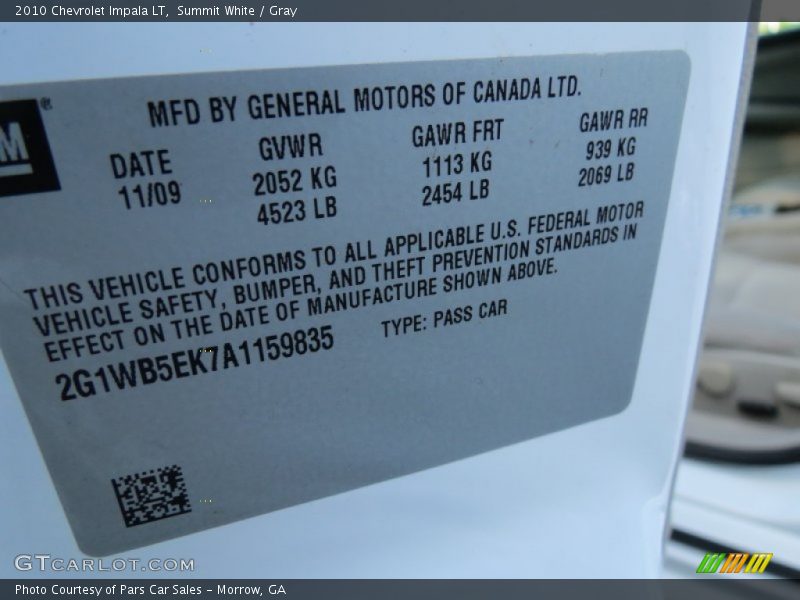 2010 Chevrolet Impala LT, Summit White / Gray
M®
MFD BY GENERAL MOTORS OF CANADA LTD.
DATE GVWR GAWR FRT GAWR RR
11/09 2052 KG 1113 KG 939 KG
4523 LB 2454 LB 2069 LB
THIS VEHICLE CONFORMS TO ALL APPLICABLE U.S. FEDERAL MOTOR
VEHICLE SAFETY, BUMPER, AND THEFT PREVENTION STANDARDS IN
EFFECT ON THE DATE OF MANUFACTURE SHOWN ABOVE.
2G1WB5EK7A1159835 TYPE: PASS CAR
GTCARLOT.COM
Photo Courtesy of Pars Car Sales - Morrow, GA